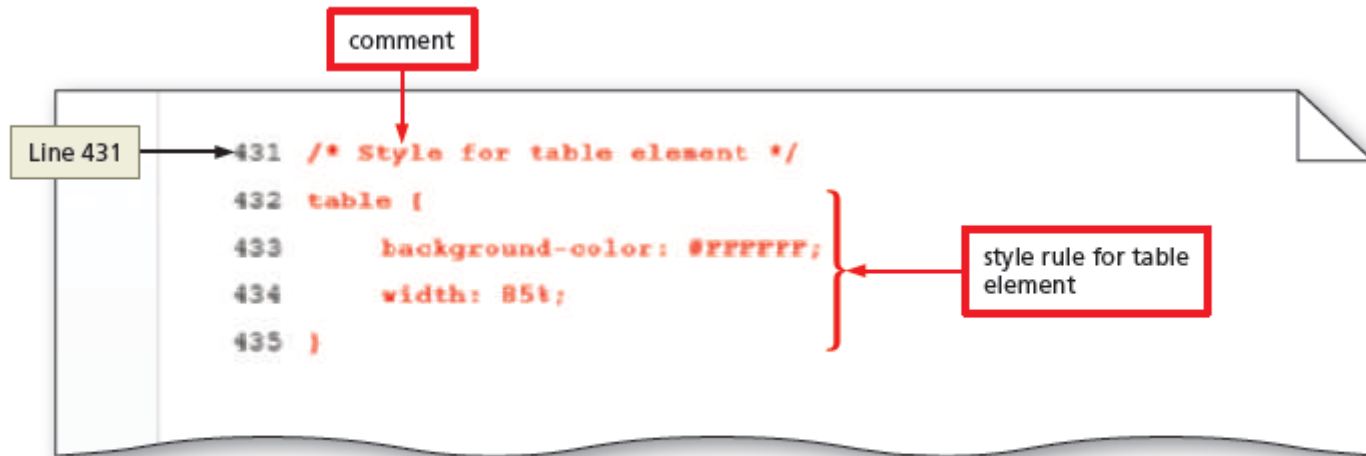 comment
Line 431
431 /* Style for table element */
432 table {
433 background-color: #FFFFFF;
434 width: 85%;
435 }
style rule for table
element